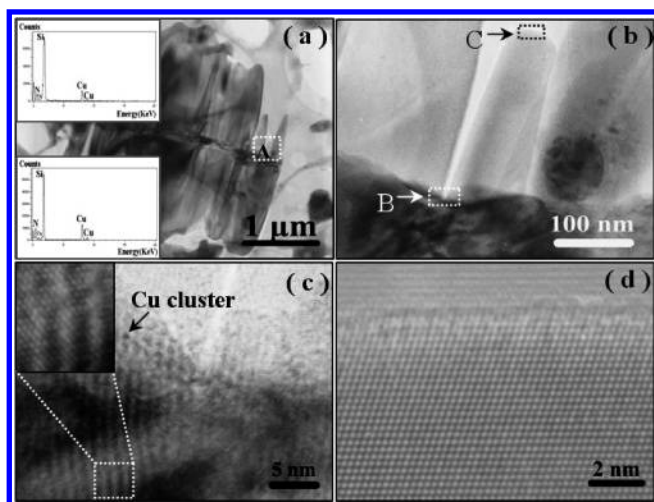 Counts
Si
N
Cu
Cu
Energy(KeV)
Counts
Si
N
Cu
Cu
Energy(KeV)
( a )
A
1 μm
( b )
C
B
100 nm
( c )
Cu cluster
5 nm
( d )
2 nm